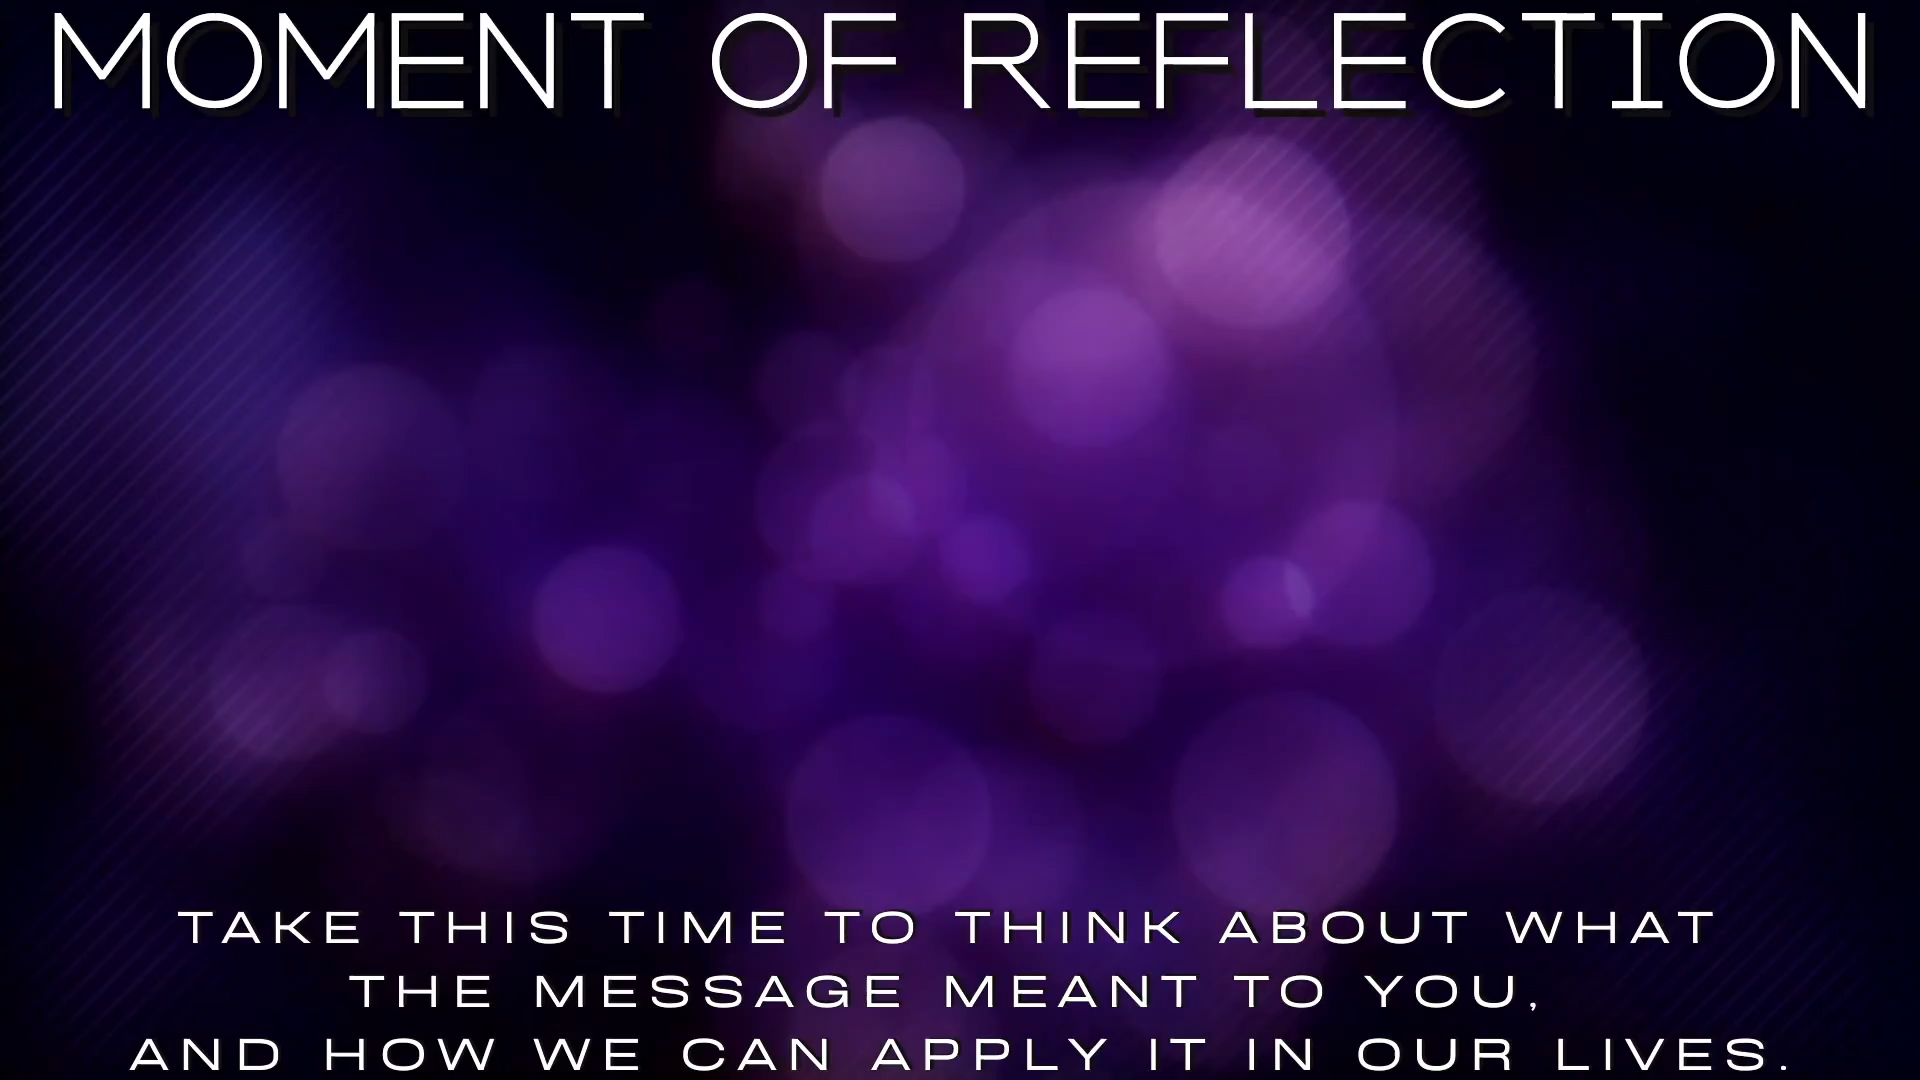 MOMENT OF REFLECTION
TAKE THIS TIME TO THINK ABOUT WHAT
THE MESSAGE MEANT TO YOU,
AND HOW WE CAN APPLY IT IN OUR LIVES.